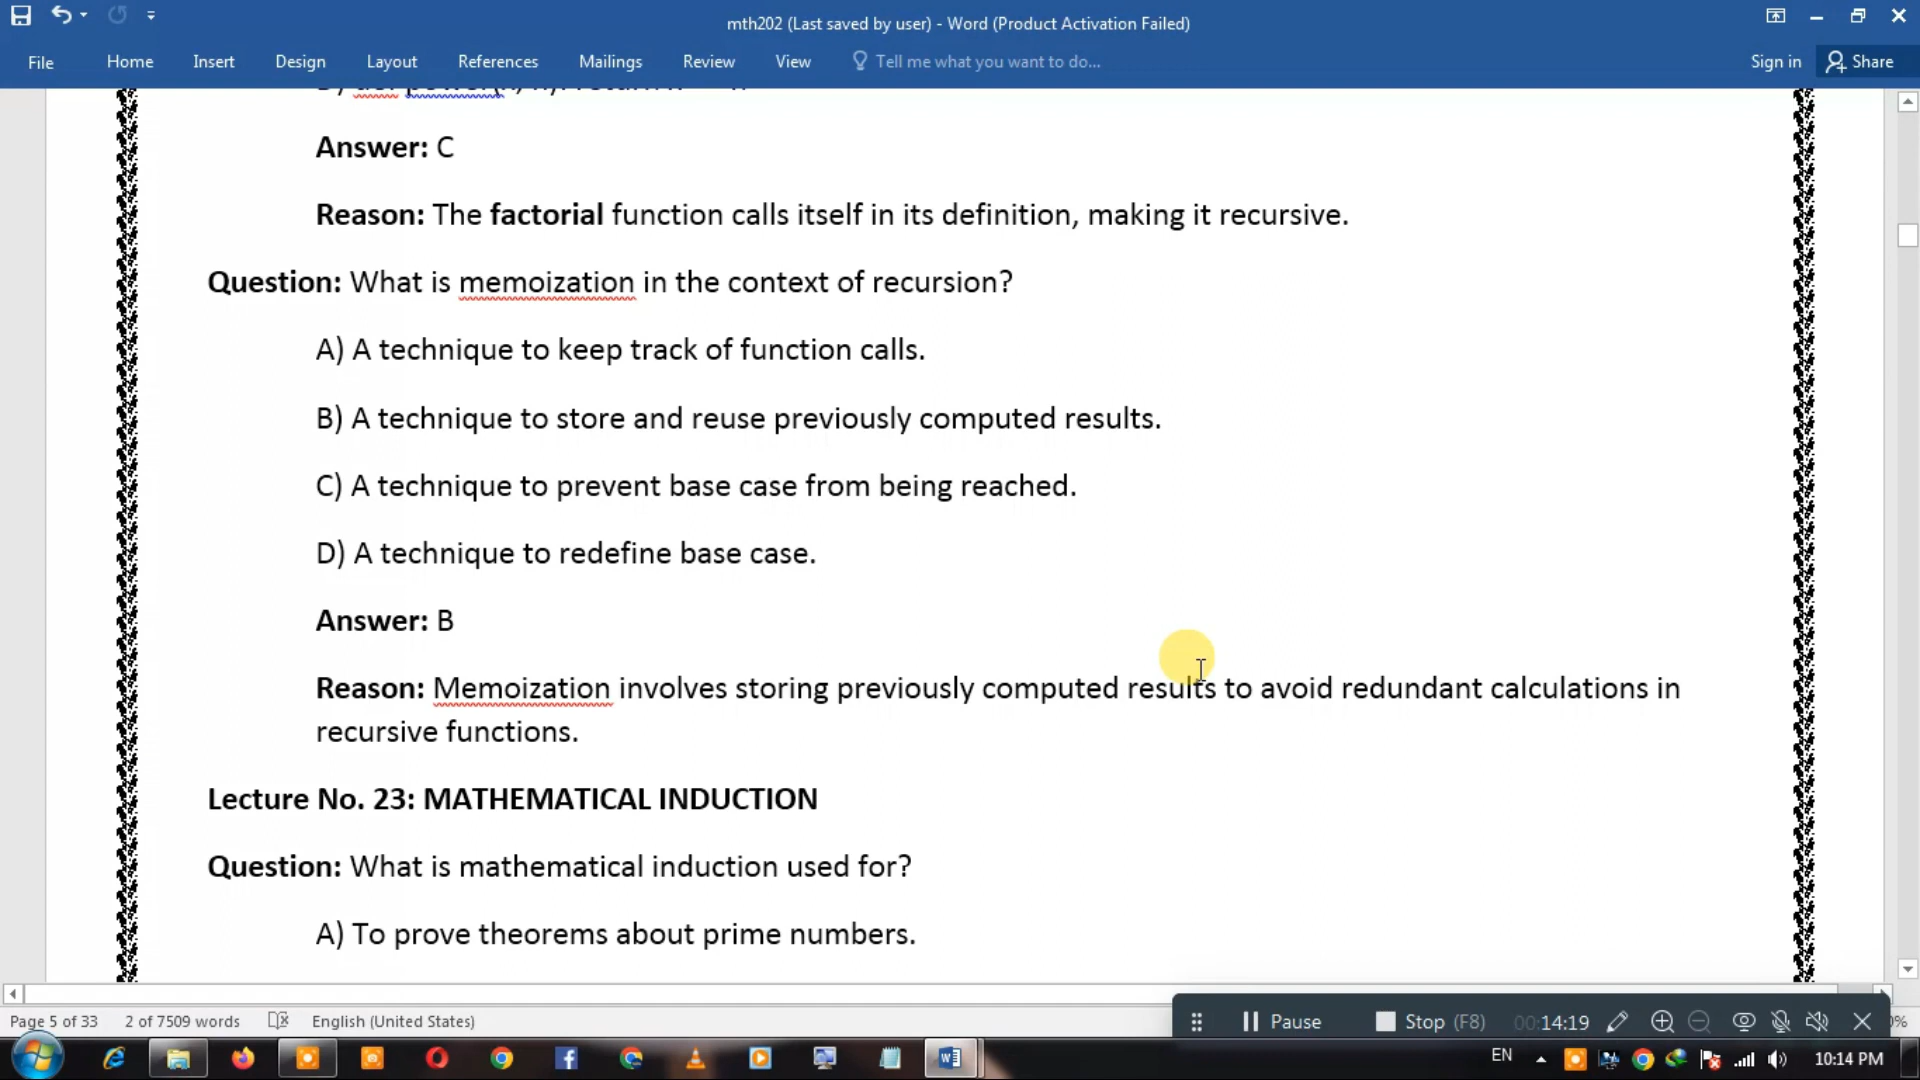 mth202 (Last saved by user) - Word (Product Activation Failed)
File Home Insert Design Layout References Mailings Review View Tell me what you want to do... Sign in Share
Answer: C
Reason: The factorial function calls itself in its definition, making it recursive.
Question: What is memoization in the context of recursion?
A) A technique to keep track of function calls.
B) A technique to store and reuse previously computed results.
C) A technique to prevent base case from being reached.
D) A technique to redefine base case.
Answer: B
Reason: Memoization involves storing previously computed results to avoid redundant calculations in
recursive functions.
Lecture No. 23: MATHEMATICAL INDUCTION
Question: What is mathematical induction used for?
A) To prove theorems about prime numbers.
Page 5 of 33 2 of 7509 words English (United States)
Pause Stop (F8) 00:14:19
EN 10:14 PM